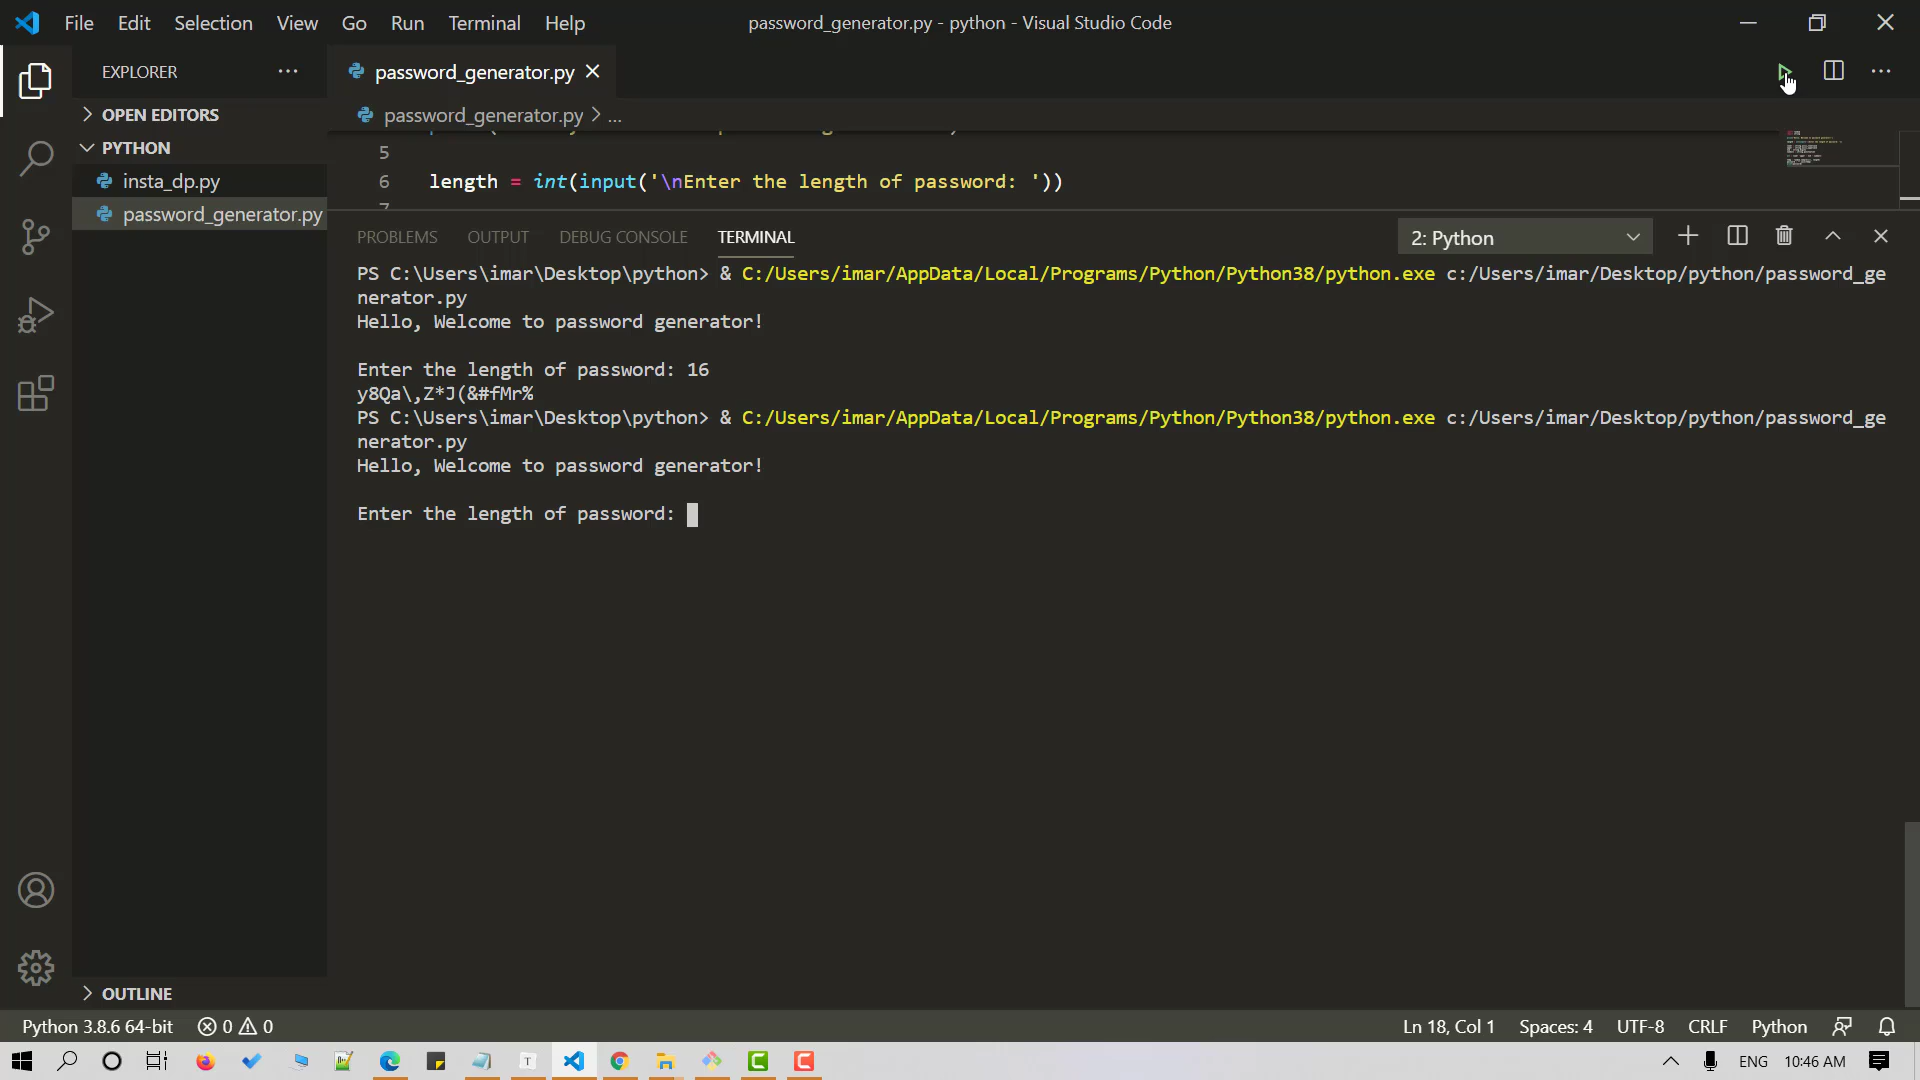 File Edit Selection View Go Run Terminal Help
password_generator.py - python - Visual Studio Code
EXPLORER
password_generator.py
OPEN EDITORS
password_generator.py > ...
PYTHON
5
insta_dp.py
6 length = int(input('\nEnter the length of password: '))
password_generator.py
7
PROBLEMS OUTPUT DEBUG CONSOLE TERMINAL
2: Python
PS C:\Users\imar\Desktop\python> & C:/Users/imar/AppData/Local/Programs/Python/Python38/python.exe c:/Users/imar/Desktop/python/password_ge
nerator.py
Hello, Welcome to password generator!
Enter the length of password: 16
y8Qa\,Z*J(&#fMr%
PS C:\Users\imar\Desktop\python> & C:/Users/imar/AppData/Local/Programs/Python/Python38/python.exe c:/Users/imar/Desktop/python/password_ge
nerator.py
Hello, Welcome to password generator!
Enter the length of password:
OUTLINE
Python 3.8.6 64-bit 0 0
Ln 18, Col 1 Spaces: 4 UTF-8 CRLF Python
ENG 10:46 AM